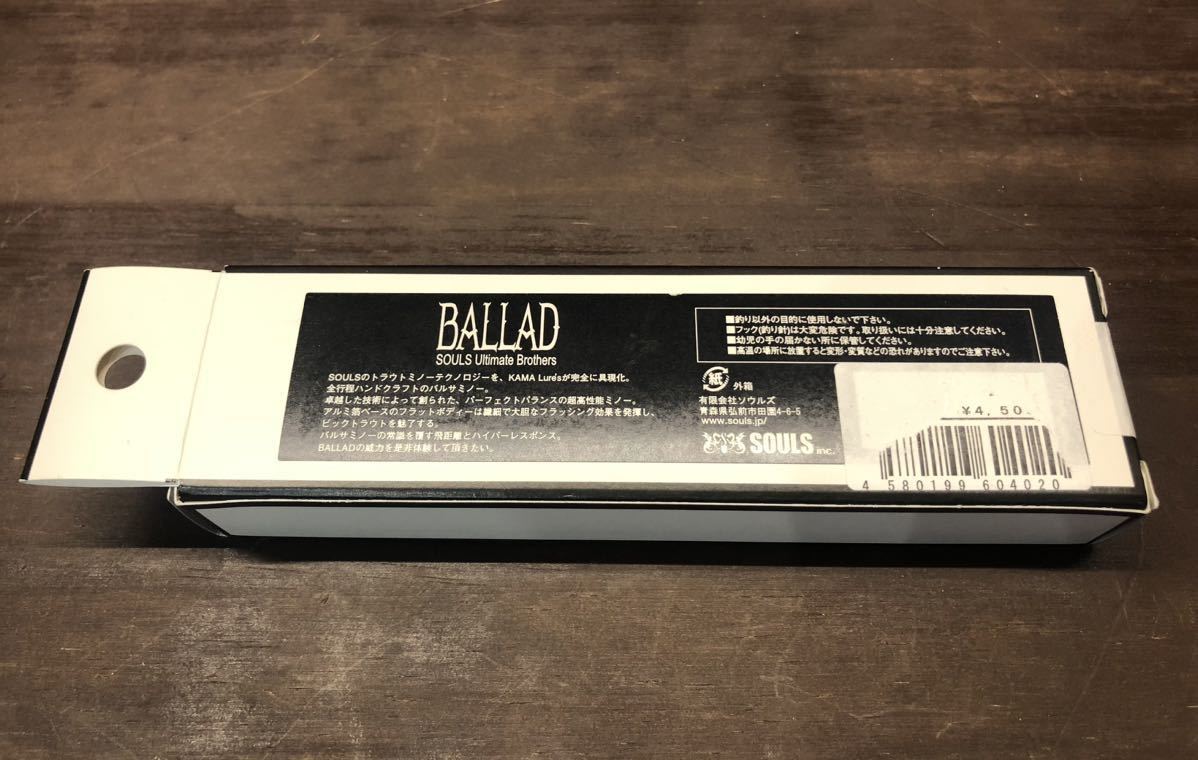 BALLAD
SOULS Ultimate Brothers
SOULSのトラウトミノーテクノロジーを、KAMA Lure'sが完全に具現化。
全行程ハンドクラフトのバルサミノー。
卓越した技術によって創られた、パーフェクトバランスの超高性能ミノー。
アルミ箔ベースのフラットボディーは繊細で大胆なフラッシング効果を発揮し、
ビックトラウトを魅了する。
バルサミノーの常識を覆す飛距離とハイパーレスポンス。
BALLADの威力を是非体験して頂きたい。
■釣り以外の目的に使用しないで下さい。
■フック(釣り針)は大変危険です。取り扱いには十分注意してください。
■幼児の手の届かない所に保管してください。
■高温の場所に放置すると変形・変質などの恐れがありますのでご注意下さい。
紙 外箱
有限会社ソウルズ
青森県弘前市田園4-6-5
www.souls.jp/
SOULS inc.
¥4,50
4 580199 604020